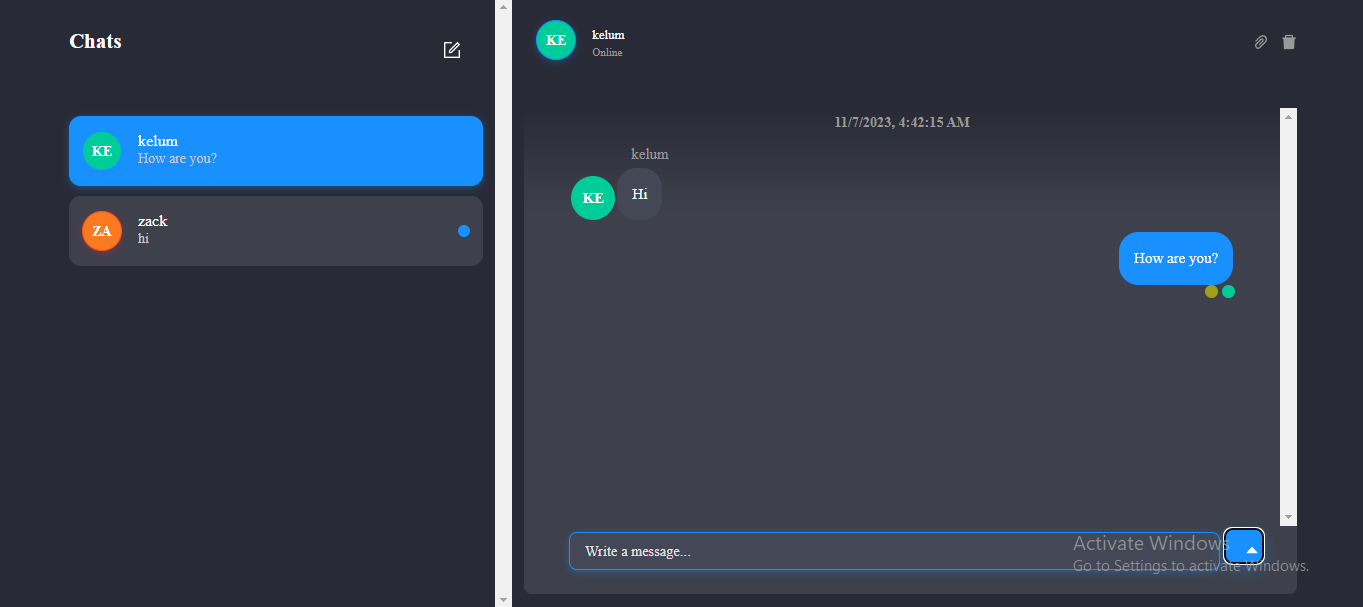 Chats
KE
kelum
How are you?
ZA
zack
hi
KE
kelum
Online
11/7/2023, 4:42:15 AM
kelum
KE
Hi
How are you?
Write a message...
Activate Windows
Go to Settings to activate Windows.